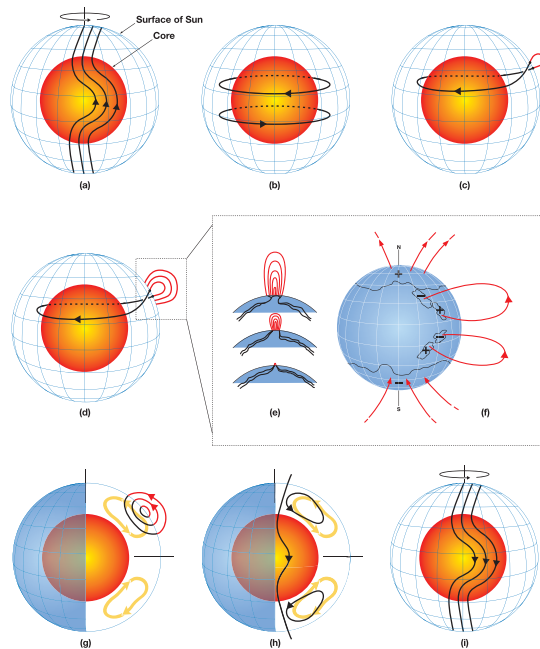 Surface of Sun
Core
(a)
(b)
(c)
N
+
--
+
--
+
--
S
(d)
(e)
(f)
(g)
(h)
(i)